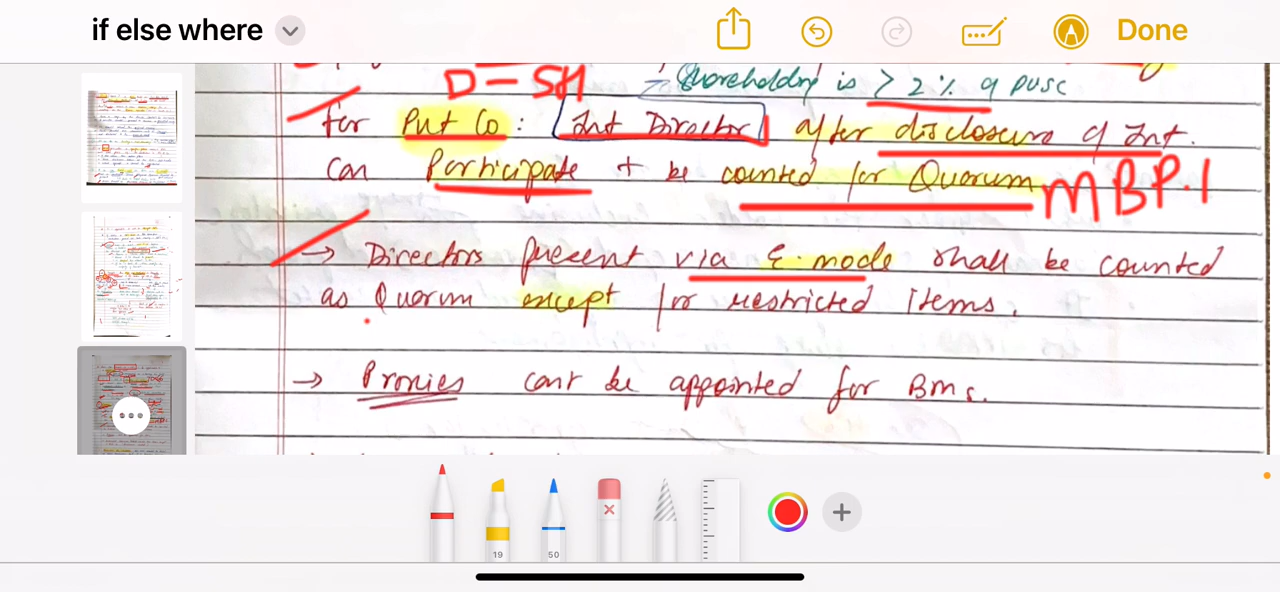 if else where
Done
D - SH
→ Shareholding is > 2% of PUSC
For Pvt Co: [Int Director] after disclosure of Int.
can Participate + be counted for Quorum MBP.1
→ Directors present via E. mode shall be counted
as Quorum except for restricted items.
→ Proxies can't be appointed for BMs.
19
50